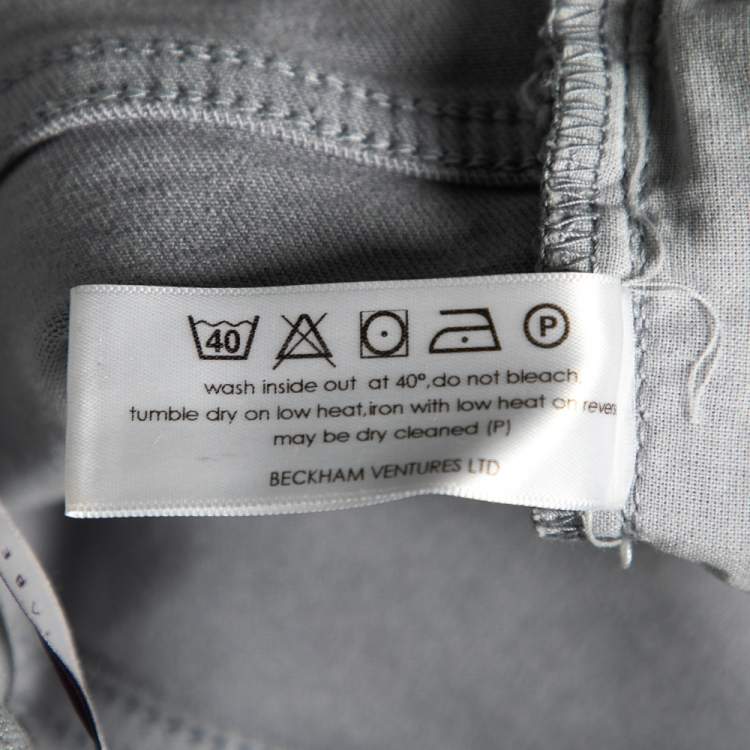 40 P
wash inside out at 40°,do not bleach.
tumble dry on low heat,iron with low heat on revers
may be dry cleaned (P)
BECKHAM VENTURES LTD